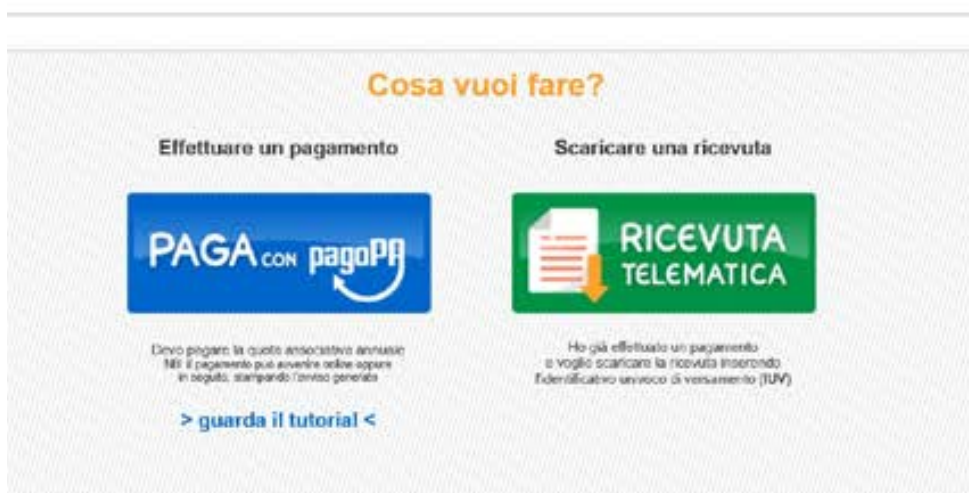 Cosa vuoi fare?
Effettuare un pagamento
PAGA CON pagoPA
Devo pagare la quota associativa annuale
NB: il pagamento può avvenire online oppure
in seguito, stampando l'avviso generato
> guarda il tutorial <
Scaricare una ricevuta
RICEVUTA
TELEMATICA
Ho già effettuato un pagamento
e voglio scaricare la ricevuta inserendo
l'identificativo univoco di versamento (IUV)